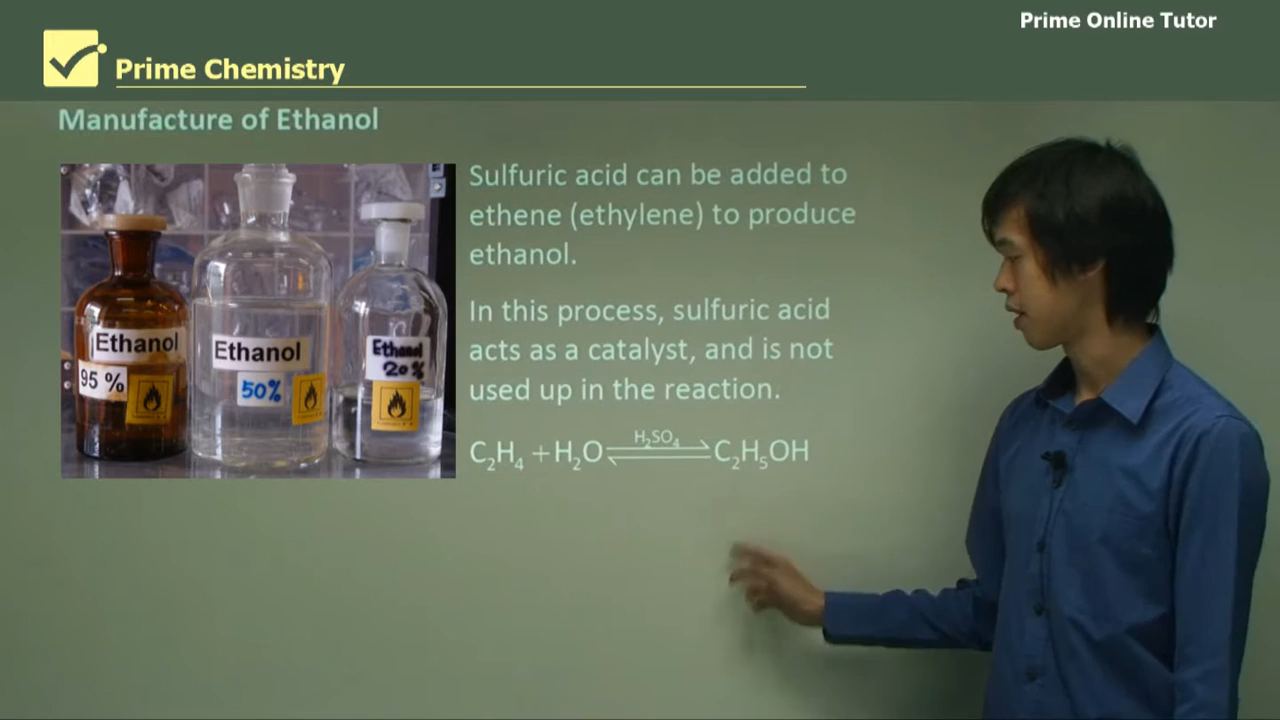 Prime Online Tutor
Prime Chemistry
Manufacture of Ethanol
Sulfuric acid can be added to
ethene (ethylene) to produce
ethanol.
In this process, sulfuric acid
acts as a catalyst, and is not
used up in the reaction.
C₂H₄ + H₂O ⇌ C₂H₅OH
H₂SO₄
Ethanol
95 %
Ethanol
50%
Ethanol
20%